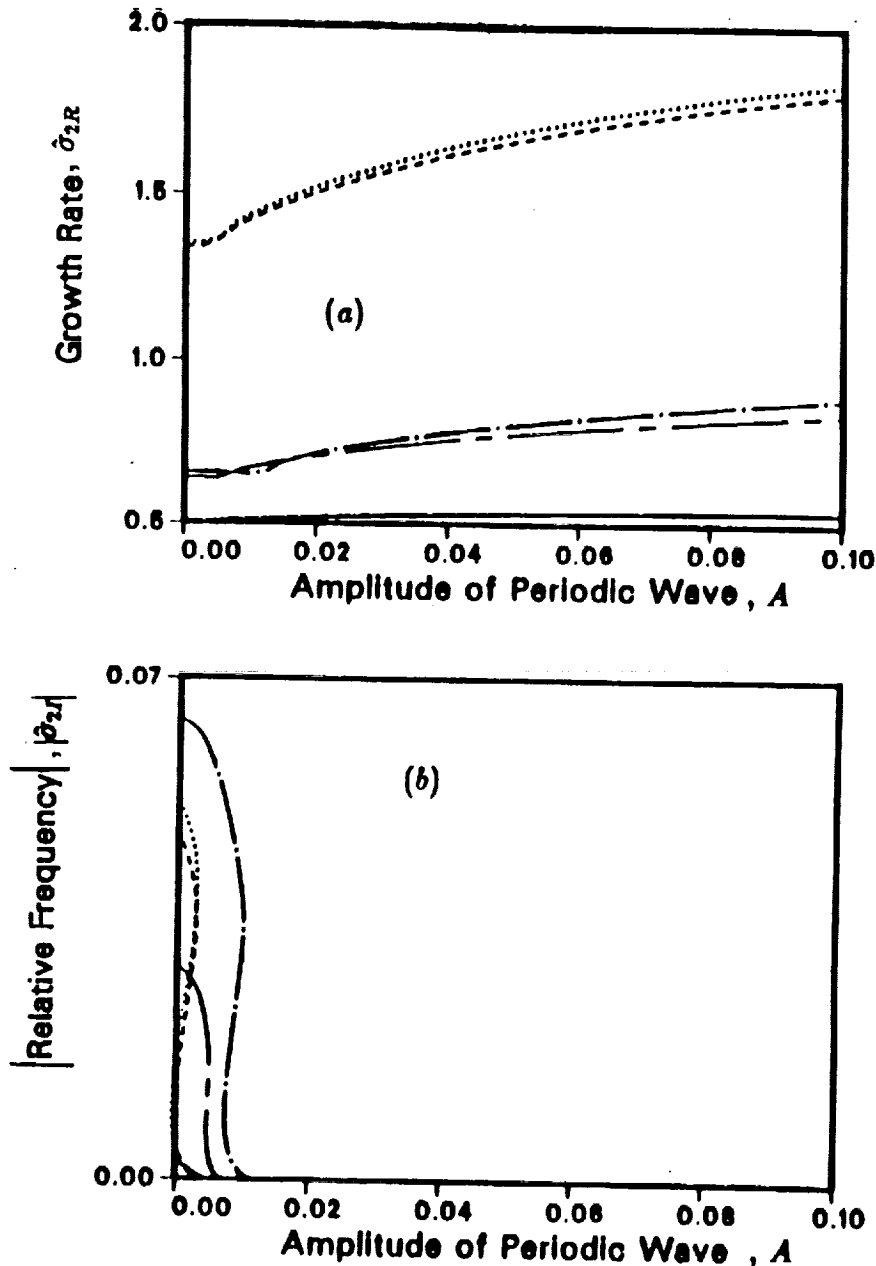 2.0
1.5
1.0
0.5
Growth Rate, σ̂2R
(a)
0.00 0.02 0.04 0.06 0.08 0.10
Amplitude of Periodic Wave, A
0.07
0.00
|Relative Frequency|, |σ̂2I|
(b)
0.00 0.02 0.04 0.06 0.08 0.10
Amplitude of Periodic Wave, A